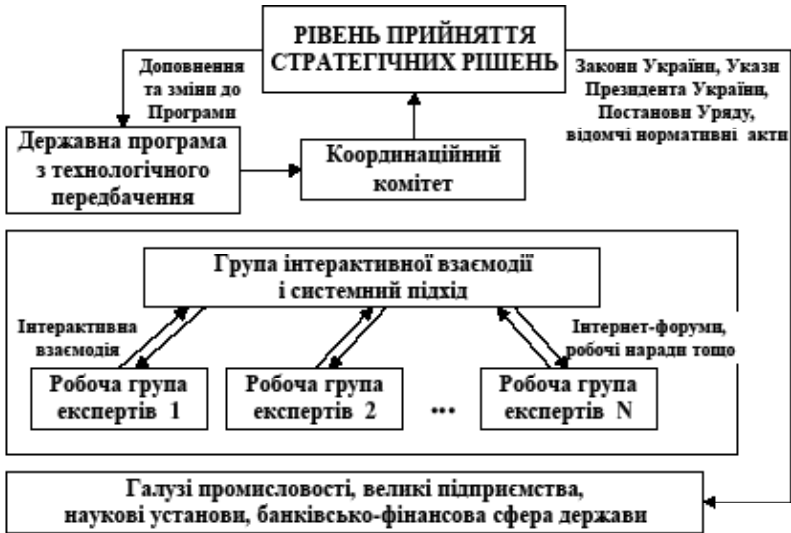 РІВЕНЬ ПРИЙНЯТТЯ
СТРАТЕГІЧНИХ РІШЕНЬ
Доповнення
та зміни до
Програми
Закони України, Укази
Президента України,
Постанови Уряду,
відомчі нормативні акти
Державна програма
з технологічного
передбачення
Координаційний
комітет
Група інтерактивної взаємодії
і системний підхід
Інтерактивна
взаємодія
Інтернет-форуми,
робочі наради тощо
Робоча група
експертів 1
Робоча група
експертів 2
...
Робоча група
експертів N
Галузі промисловості, великі підприємства,
наукові установи, банківсько-фінансова сфера держави